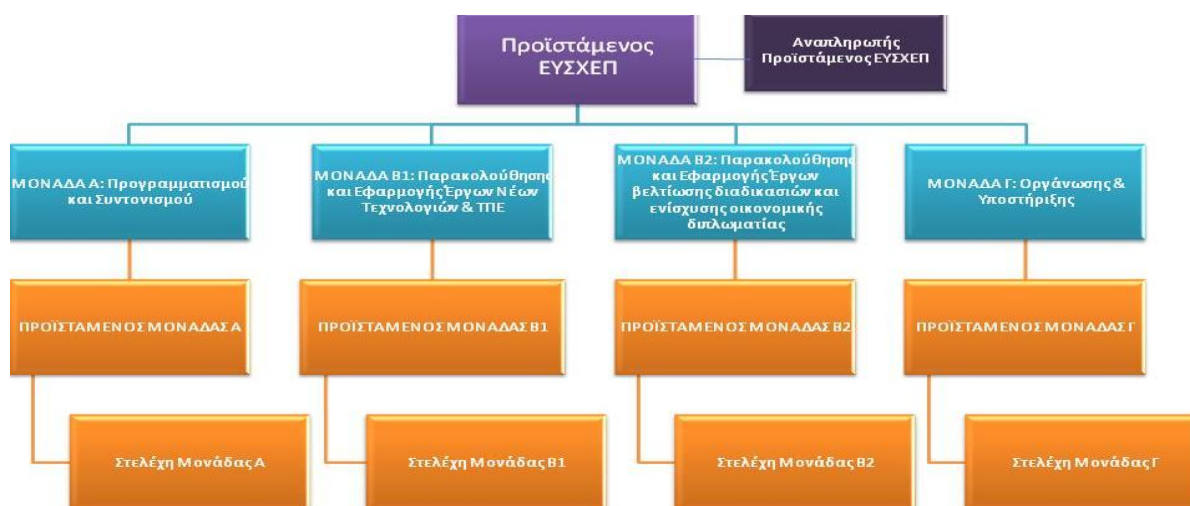 Προϊστάμενος
ΕΥΣΧΕΠ
Αναπληρωτής
Προϊστάμενος ΕΥΣΧΕΠ
ΜΟΝΑΔΑ Α: Προγραμματισμού
και Συντονισμού
ΜΟΝΑΔΑ Β1: Παρακολούθησης
και Εφαρμογής Έργων Νέων
Τεχνολογιών & ΤΠΕ
ΜΟΝΑΔΑ Β2: Παρακολούθησης
και Εφαρμογής Έργων
βελτίωσης διαδικασιών και
ενίσχυσης οικονομικής
διπλωματίας
ΜΟΝΑΔΑ Γ: Οργάνωσης &
Υποστήριξης
ΠΡΟΪΣΤΑΜΕΝΟΣ ΜΟΝΑΔΑΣ Α
ΠΡΟΪΣΤΑΜΕΝΟΣ ΜΟΝΑΔΑΣ Β1
ΠΡΟΪΣΤΑΜΕΝΟΣ ΜΟΝΑΔΑΣ Β2
ΠΡΟΪΣΤΑΜΕΝΟΣ ΜΟΝΑΔΑΣ Γ
Στελέχη Μονάδας Α
Στελέχη Μονάδας Β1
Στελέχη Μονάδας Β2
Στελέχη Μονάδας Γ